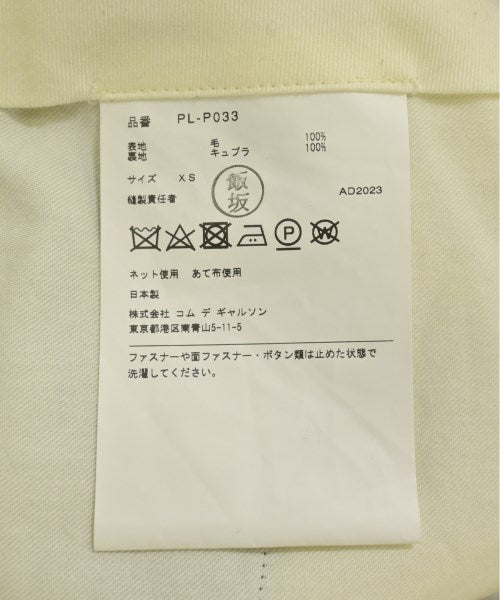 品番 PL-P033
表地 毛 100%
裏地 キュプラ 100%
サイズ XS
縫製責任者 飯坂 AD2023
P W
ネット使用 あて布使用
日本製
株式会社 コム デ ギャルソン
東京都港区南青山5-11-5
ファスナーや面ファスナー・ボタン類は止めた状態で
洗濯してください。